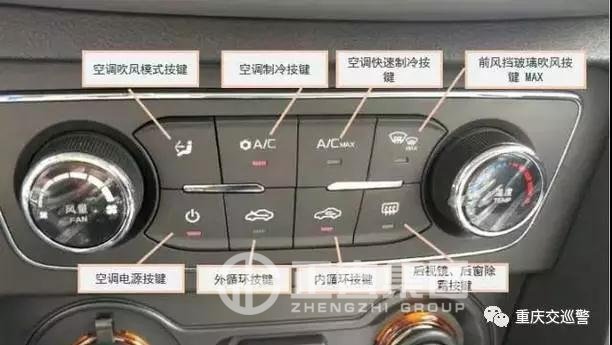 空调吹风模式按键
空调制冷按键
空调快速制冷按
键
前风挡玻璃吹风按
键 MAX
A/C
A/C MAX
MAX
风量
FAN
温度
TEMP
空调电源按键
外循环按键
内循环按键
后视镜、后窗除
霜按键
ZHENGZHI GROUP
重庆交巡警